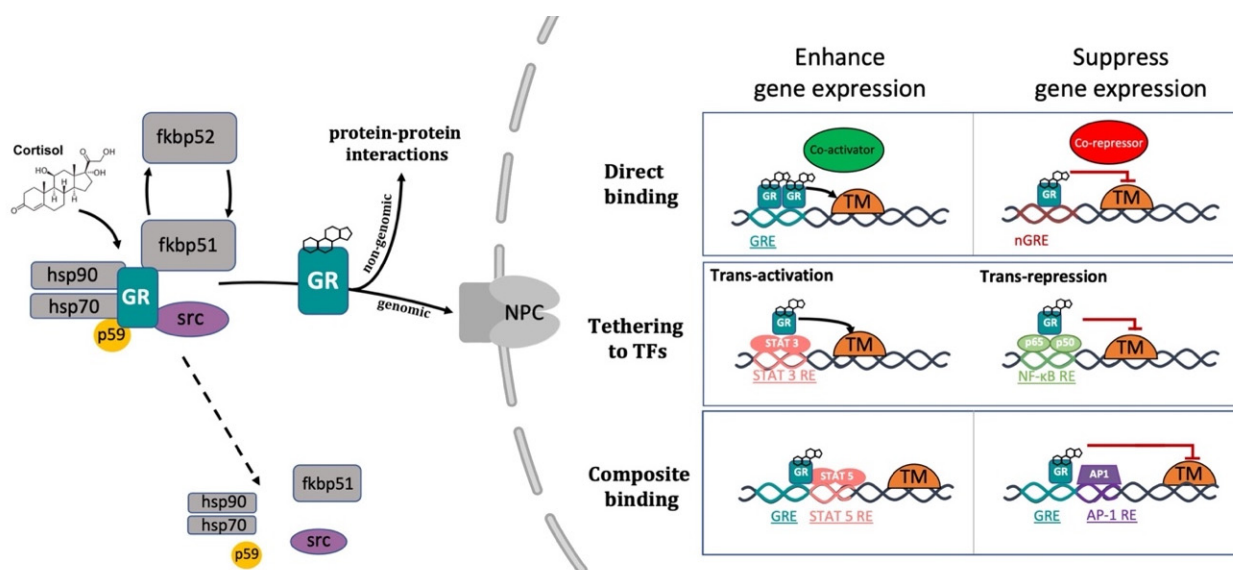 Cortisol
O
OH
HO
OH
H
H
H
O
fkbp52
fkbp51
hsp90
hsp70
GR
p59
src
protein-protein
interactions
non-genomic
genomic
GR
NPC
fkbp51
hsp90
hsp70
src
p59
Enhance
gene expression
Suppress
gene expression
Direct
binding
Co-activator
GR
GR
TM
GRE
Co-repressor
GR
TM
nGRE
Tethering
to TFs
Trans-activation
GR
STAT 3
TM
STAT 3 RE
Trans-repression
GR
p65
p50
TM
NF-κB RE
Composite
binding
GR
STAT 5
TM
GRE
STAT 5 RE
GR
AP1
TM
GRE
AP-1 RE